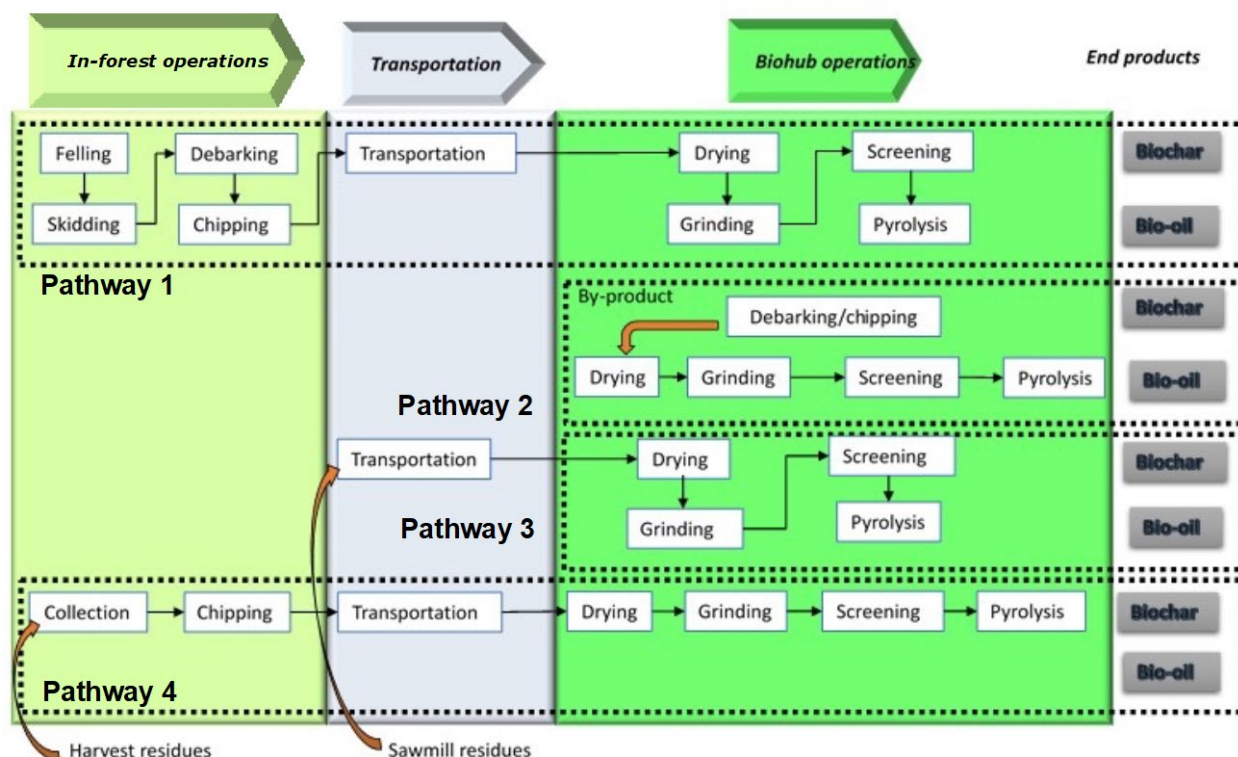 In-forest operations
Transportation
Biohub operations
End products
Felling
Debarking
Transportation
Drying
Screening
Biochar
Skidding
Chipping
Grinding
Pyrolysis
Bio-oil
Pathway 1
By-product
Debarking/chipping
Biochar
Drying
Grinding
Screening
Pyrolysis
Bio-oil
Pathway 2
Transportation
Drying
Screening
Biochar
Pathway 3
Grinding
Pyrolysis
Bio-oil
Collection
Chipping
Transportation
Drying
Grinding
Screening
Pyrolysis
Biochar
Pathway 4
Bio-oil
Harvest residues
Sawmill residues